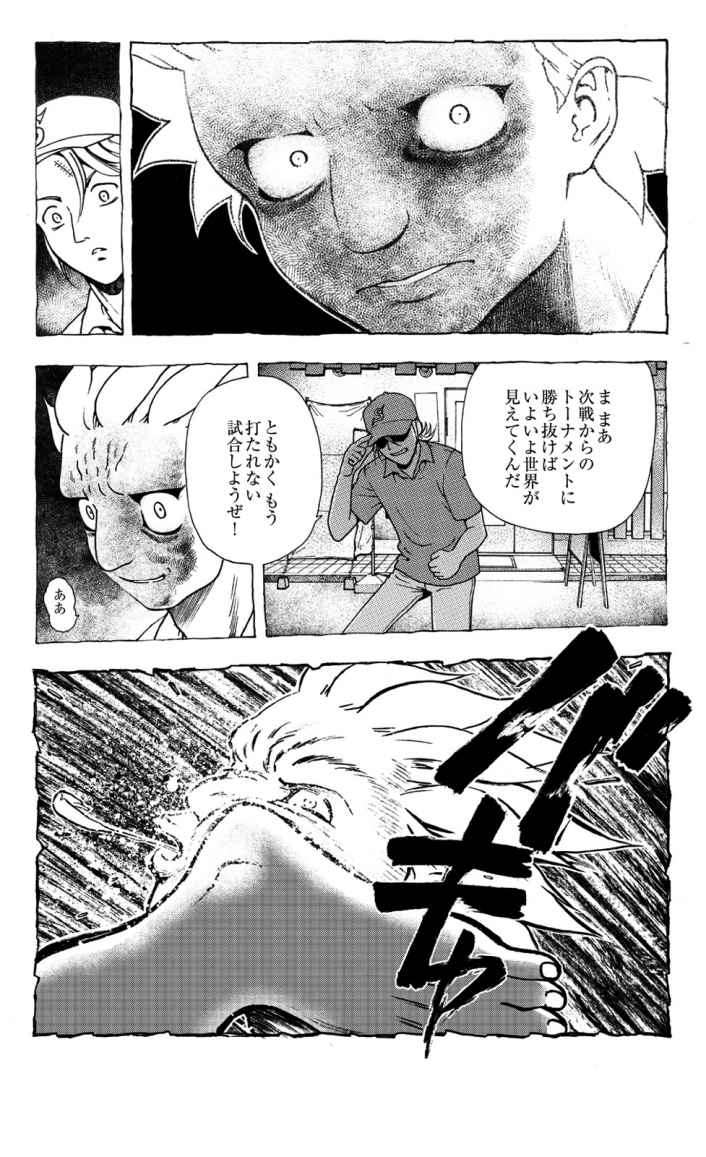 ま まあ
次戦からの
トーナメントに
勝ち抜けば
いよいよ世界が
見えてくんだ
ともかく もう
打たれない
試合しようぜ！
ああ
グキュ